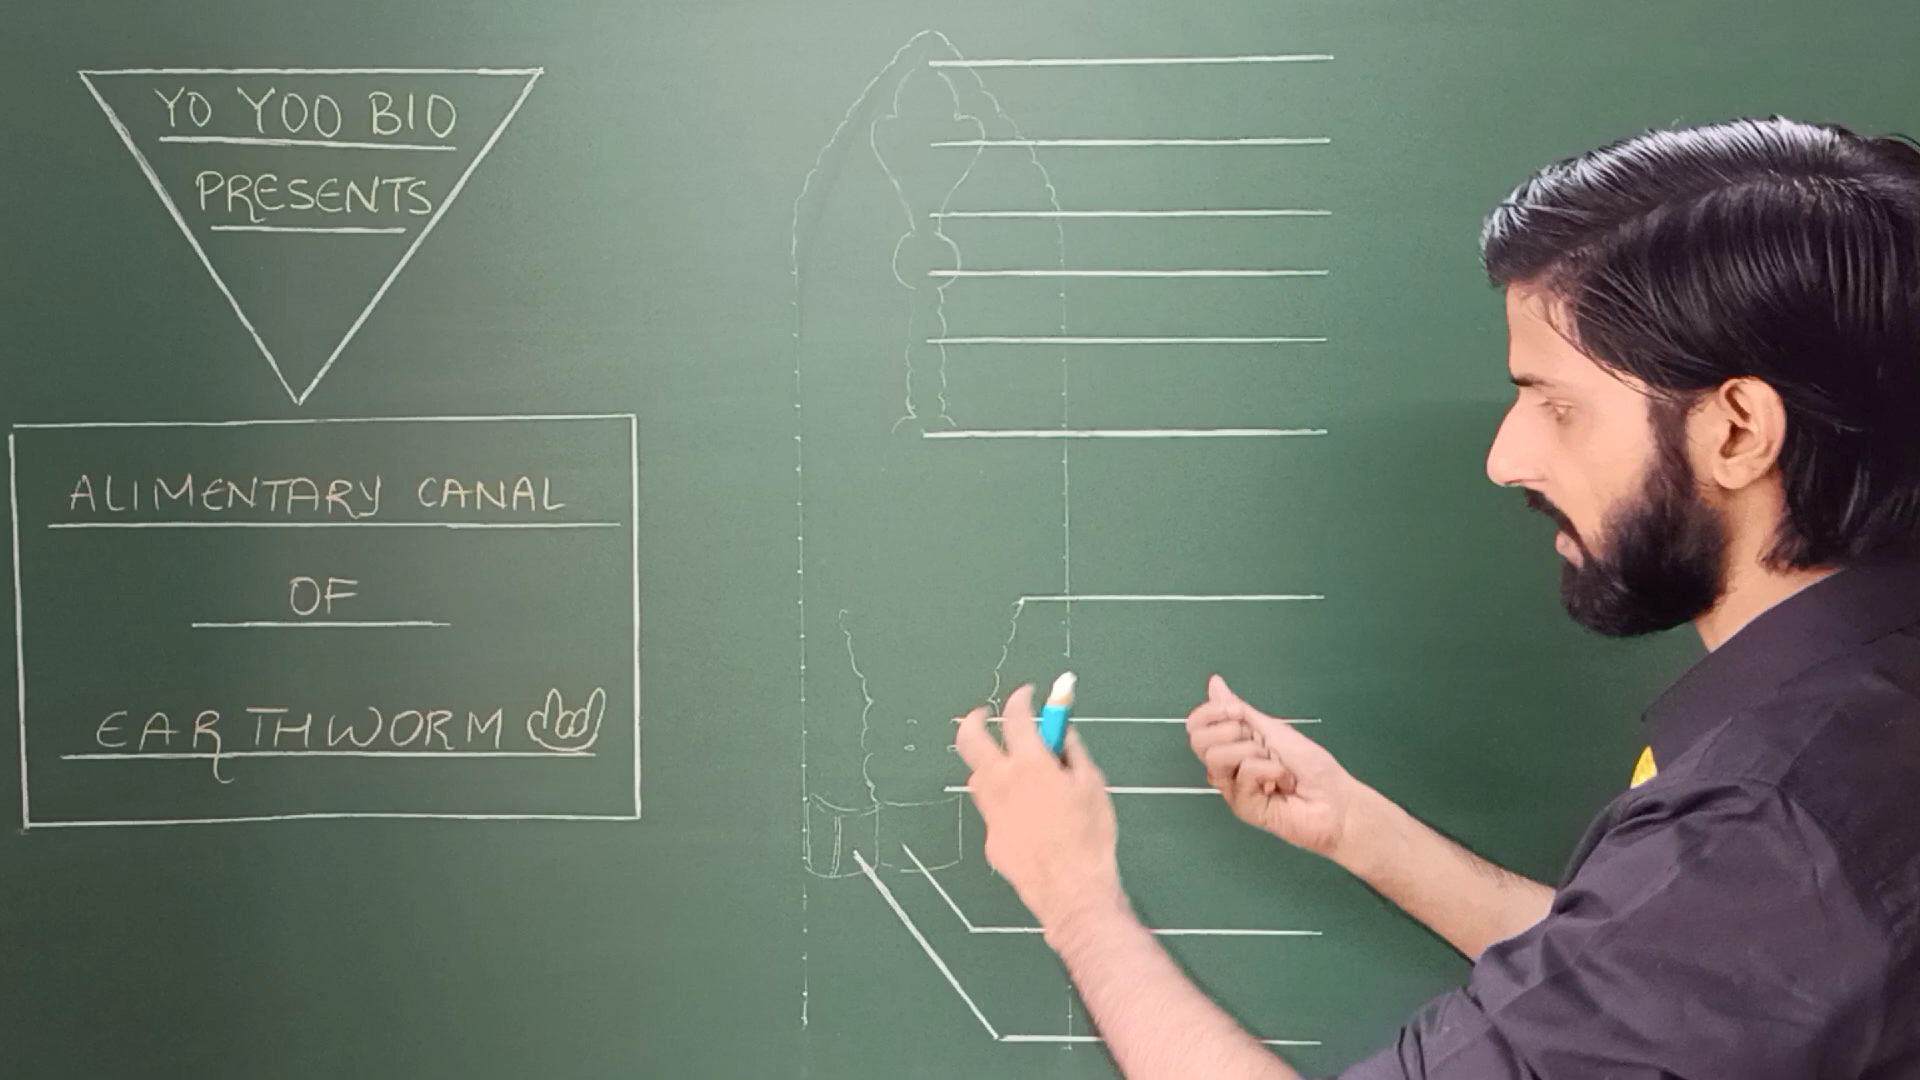 YO YOO BIO
PRESENTS
ALIMENTARY CANAL
OF
EARTHWORM